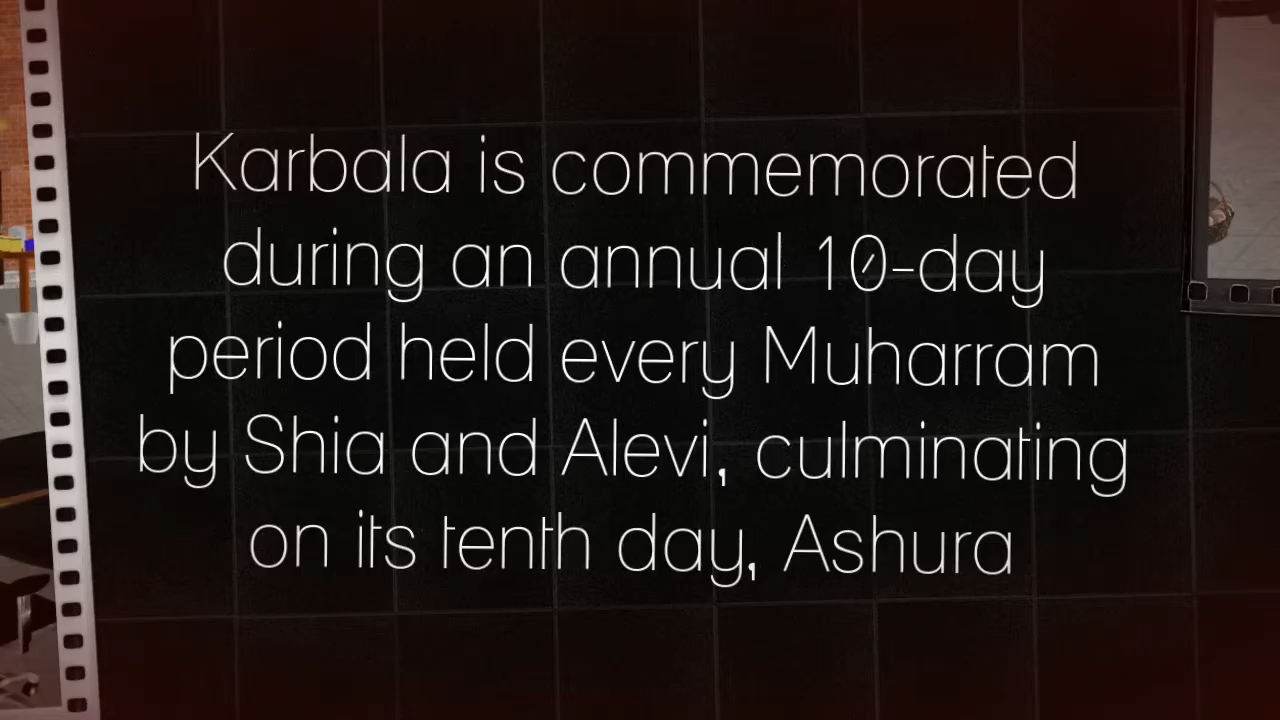 Karbala is commemorated
during an annual 10-day
period held every Muharram
by Shia and Alevi, culminating
on its tenth day, Ashura